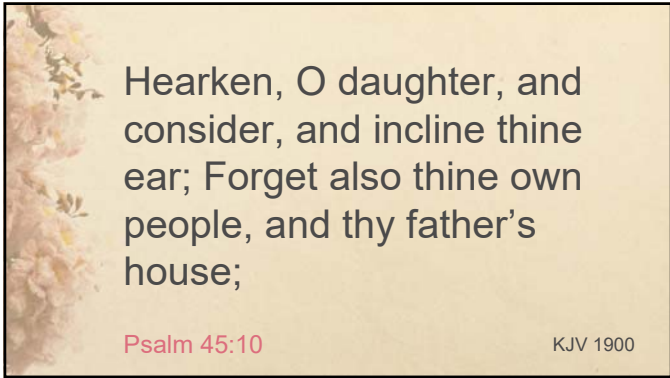 Hearken, O daughter, and
consider, and incline thine
ear; Forget also thine own
people, and thy father’s
house;
Psalm 45:10
KJV 1900